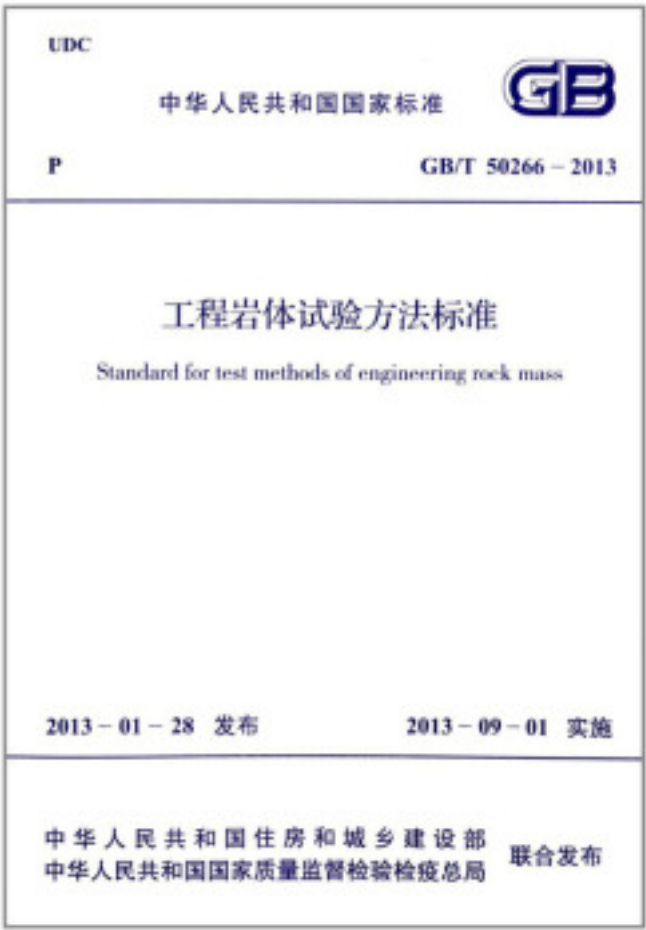 UDC
中华人民共和国国家标准
GB
P
GB/T 50266－2013
工程岩体试验方法标准
Standard for test methods of engineering rock mass
2013－01－28 发布
2013－09－01 实施
中华人民共和国住房和城乡建设部
中华人民共和国国家质量监督检验检疫总局
联合发布